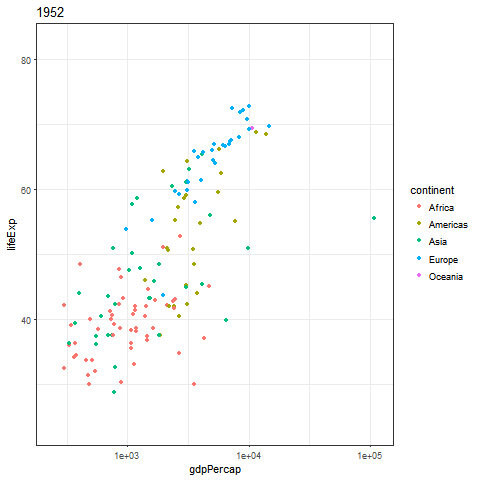 1952
80
60
40
lifeExp
1e+03
1e+04
1e+05
gdpPercap
continent
Africa
Americas
Asia
Europe
Oceania